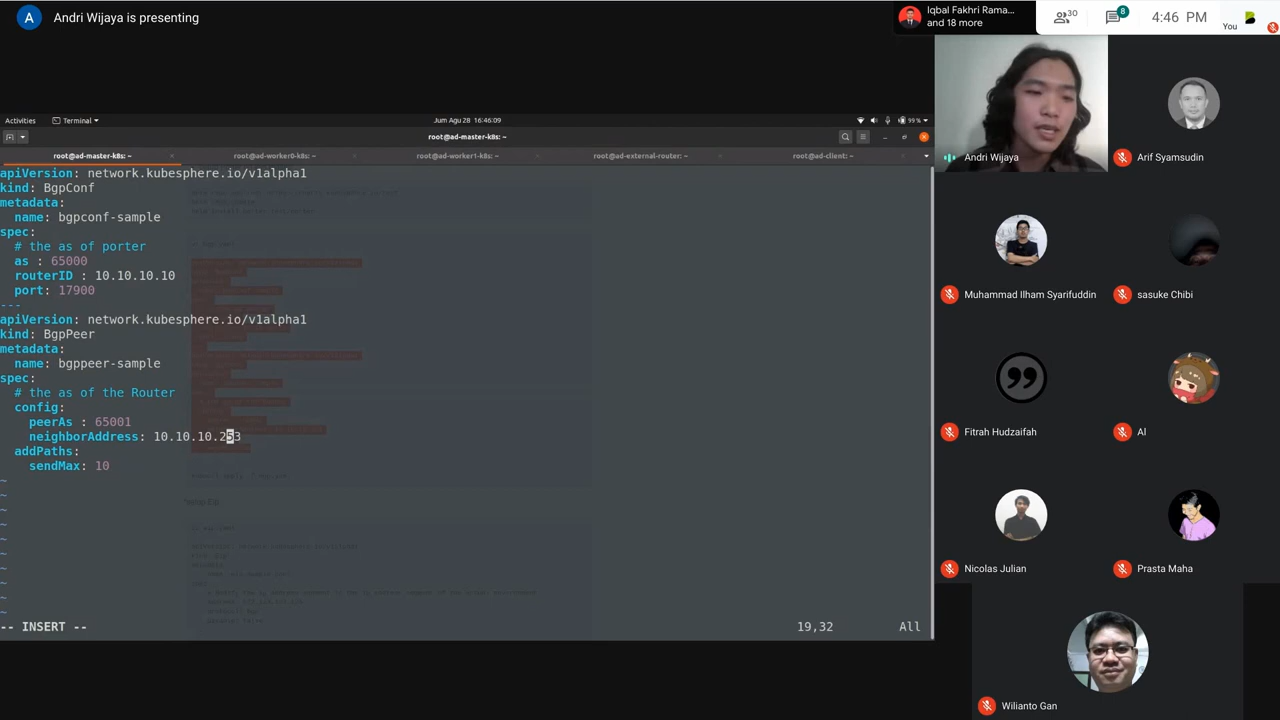 A
Andri Wijaya is presenting
Iqbal Fakhri Rama...
and 18 more
30
8
4:46 PM
You
Activities
Terminal
Jum Agu 28 16:46:09
99 %
root@ad-master-k8s: ~
root@ad-master-k8s: ~
root@ad-worker0-k8s: ~
root@ad-worker1-k8s: ~
root@ad-external-router: ~
root@ad-client: ~
apiVersion: network.kubesphere.io/v1alpha1
kind: BgpConf
metadata:
name: bgpconf-sample
spec:
# the as of porter
as : 65000
routerID : 10.10.10.10
port: 17900
---
apiVersion: network.kubesphere.io/v1alpha1
kind: BgpPeer
metadata:
name: bgppeer-sample
spec:
# the as of the Router
config:
peerAs : 65001
neighborAddress: 10.10.10.253
addPaths:
sendMax: 10
~
~
~
~
~
~
~
~
~
~
-- INSERT --
19,32
All
Andri Wijaya
Arif Syamsudin
Muhammad Ilham Syarifuddin
sasuke Chibi
Fitrah Hudzaifah
Al
Nicolas Julian
Prasta Maha
Wilianto Gan